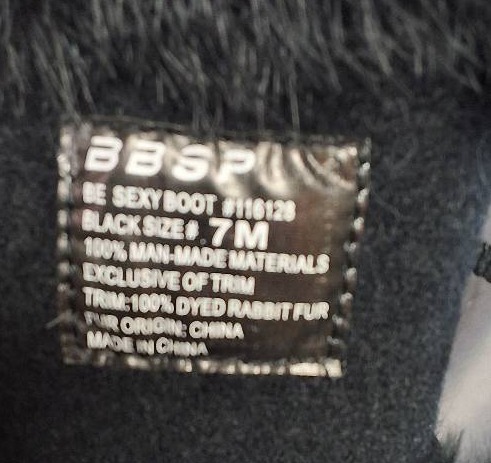 BBSP
BE SEXY BOOT #116129
BLACK SIZE# 7M
100% MAN-MADE MATERIALS
EXCLUSIVE OF TRIM
TRIM:100% DYED RABBIT FUR
FUR ORIGIN: CHINA
MADE IN CHINA